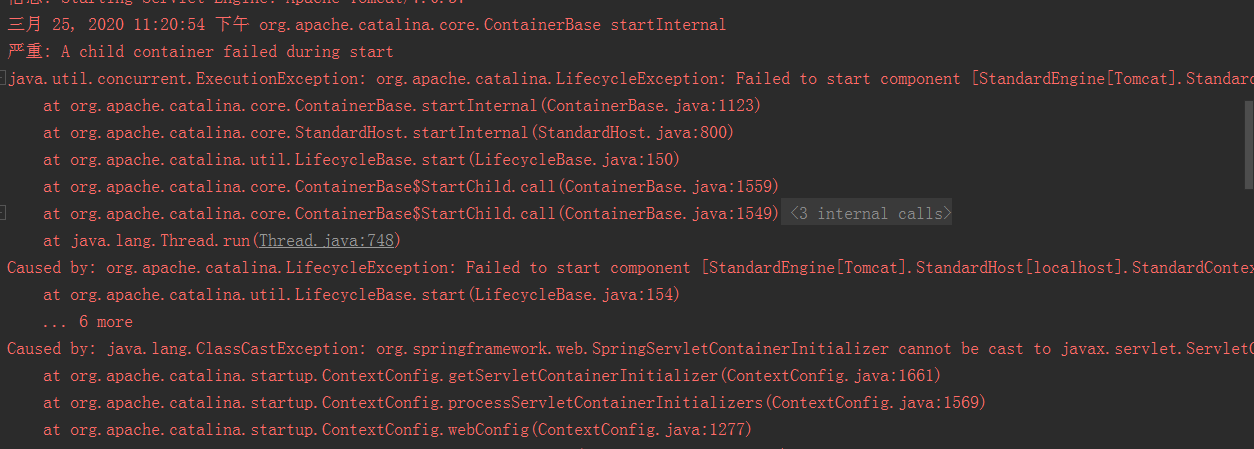 信息: Starting Servlet Engine: Apache Tomcat/7.0.57
三月 25, 2020 11:20:54 下午 org.apache.catalina.core.ContainerBase startInternal
严重: A child container failed during start
java.util.concurrent.ExecutionException: org.apache.catalina.LifecycleException: Failed to start component [StandardEngine[Tomcat].Standard
at org.apache.catalina.core.ContainerBase.startInternal(ContainerBase.java:1123)
at org.apache.catalina.core.StandardHost.startInternal(StandardHost.java:800)
at org.apache.catalina.util.LifecycleBase.start(LifecycleBase.java:150)
at org.apache.catalina.core.ContainerBase$StartChild.call(ContainerBase.java:1559)
at org.apache.catalina.core.ContainerBase$StartChild.call(ContainerBase.java:1549) <3 internal calls>
at java.lang.Thread.run(Thread.java:748)
Caused by: org.apache.catalina.LifecycleException: Failed to start component [StandardEngine[Tomcat].StandardHost[localhost].StandardConte
at org.apache.catalina.util.LifecycleBase.start(LifecycleBase.java:154)
... 6 more
Caused by: java.lang.ClassCastException: org.springframework.web.SpringServletContainerInitializer cannot be cast to javax.servlet.Servlet
at org.apache.catalina.startup.ContextConfig.getServletContainerInitializer(ContextConfig.java:1661)
at org.apache.catalina.startup.ContextConfig.processServletContainerInitializers(ContextConfig.java:1569)
at org.apache.catalina.startup.ContextConfig.webConfig(ContextConfig.java:1277)